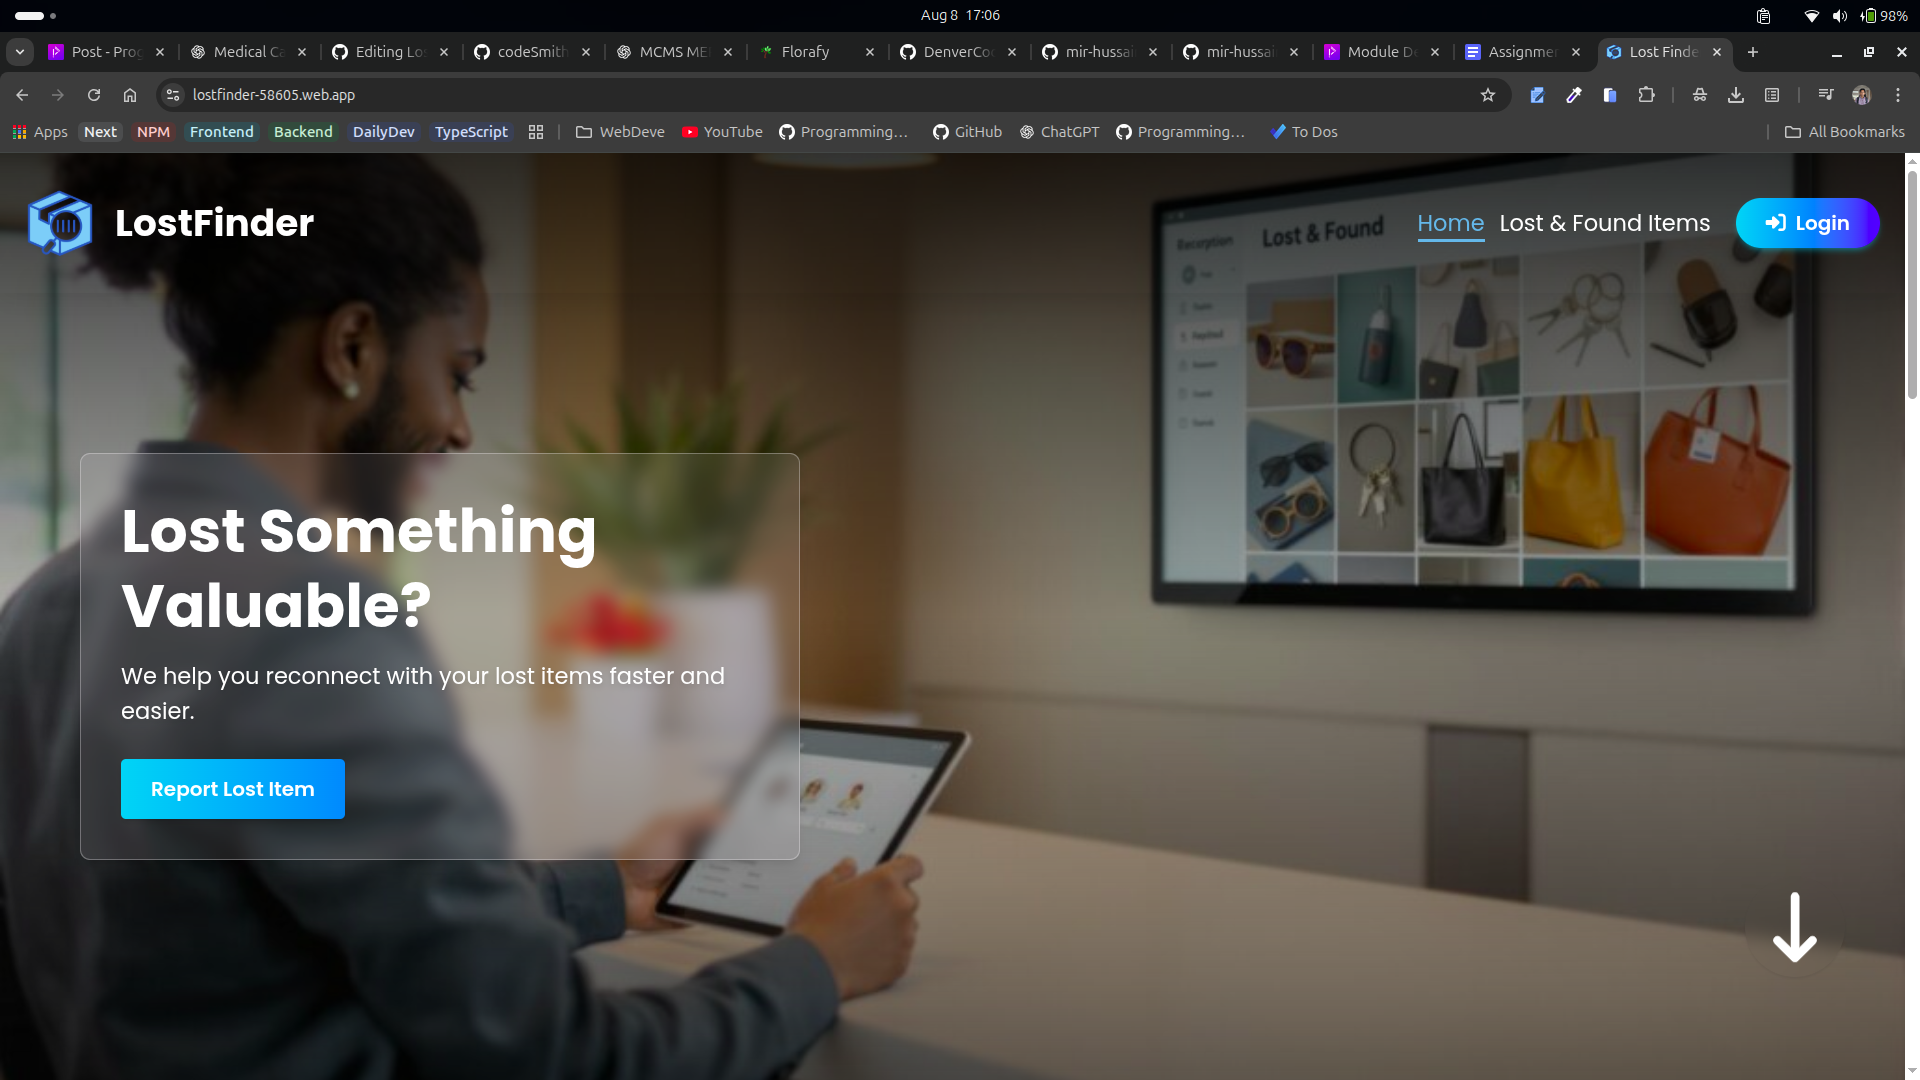 Aug 8 17:06
98%
Post - Prog
Medical Ca
Editing Los
codeSmith
MCMS ME
Florafy
DenverCo
mir-hussai
mir-hussai
Module De
Assignmen
Lost Finde
lostfinder-58605.web.app
Apps
Next
NPM
Frontend
Backend
DailyDev
TypeScript
WebDeve
YouTube
Programming...
GitHub
ChatGPT
Programming...
To Dos
All Bookmarks
LostFinder
Home
Lost & Found Items
Login
Reception
Lost & Found
Lost Something
Valuable?
We help you reconnect with your lost items faster and
easier.
Report Lost Item